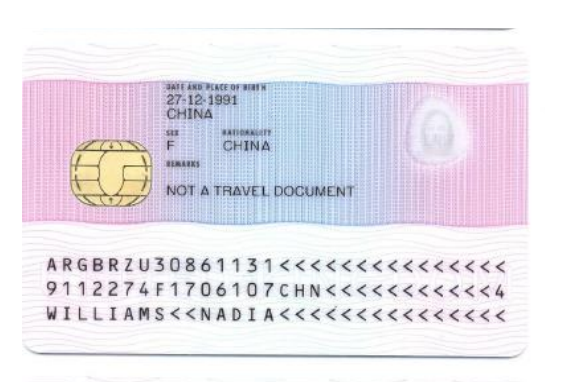 DATE AND PLACE OF BIRTH
27-12-1991
CHINA
SEX NATIONALITY
F CHINA
REMARKS
NOT A TRAVEL DOCUMENT
ARGBRZU30861131<<<<<<<<<<<<<<<
9112274F1706107CHN<<<<<<<<<<<4
WILLIAMS<<NADIA<<<<<<<<<<<<<<<